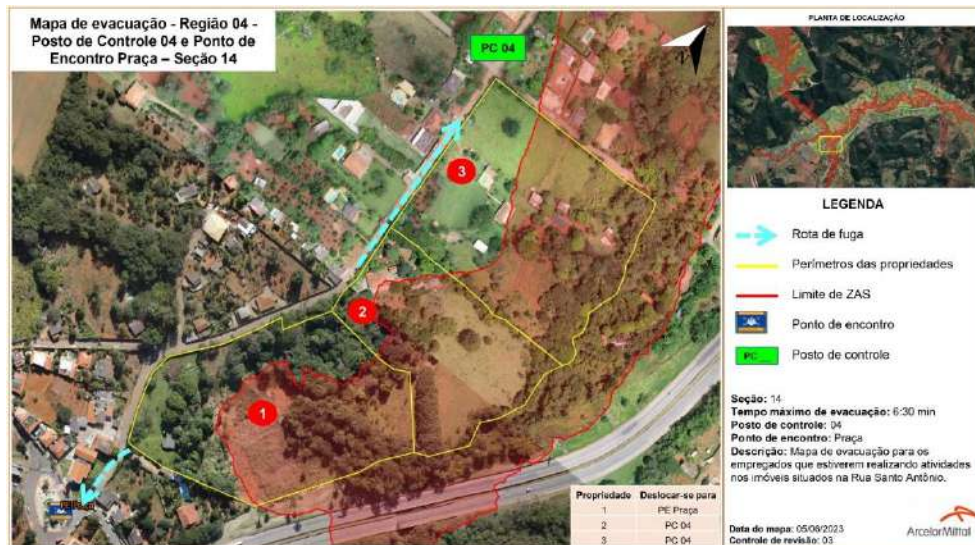 Mapa de evacuação - Região 04 -
Posto de Controle 04 e Ponto de
Encontro Praça – Seção 14
PC 04
N
3
2
1
Propriedade Deslocar-se para
1 PE Praça
2 PC 04
3 PC 04
PLANTA DE LOCALIZAÇÃO
LEGENDA
Rota de fuga
Perímetros das propriedades
Limite de ZAS
Ponto de encontro
PC __ Posto de controle
Seção: 14
Tempo máximo de evacuação: 6:30 min
Posto de controle: 04
Ponto de encontro: Praça
Descrição: Mapa de evacuação para os
empregados que estiverem realizando atividades
nos imóveis situados na Rua Santo Antônio.
Data do mapa: 05/06/2023
Controle de revisão: 03
ArcelorMittal